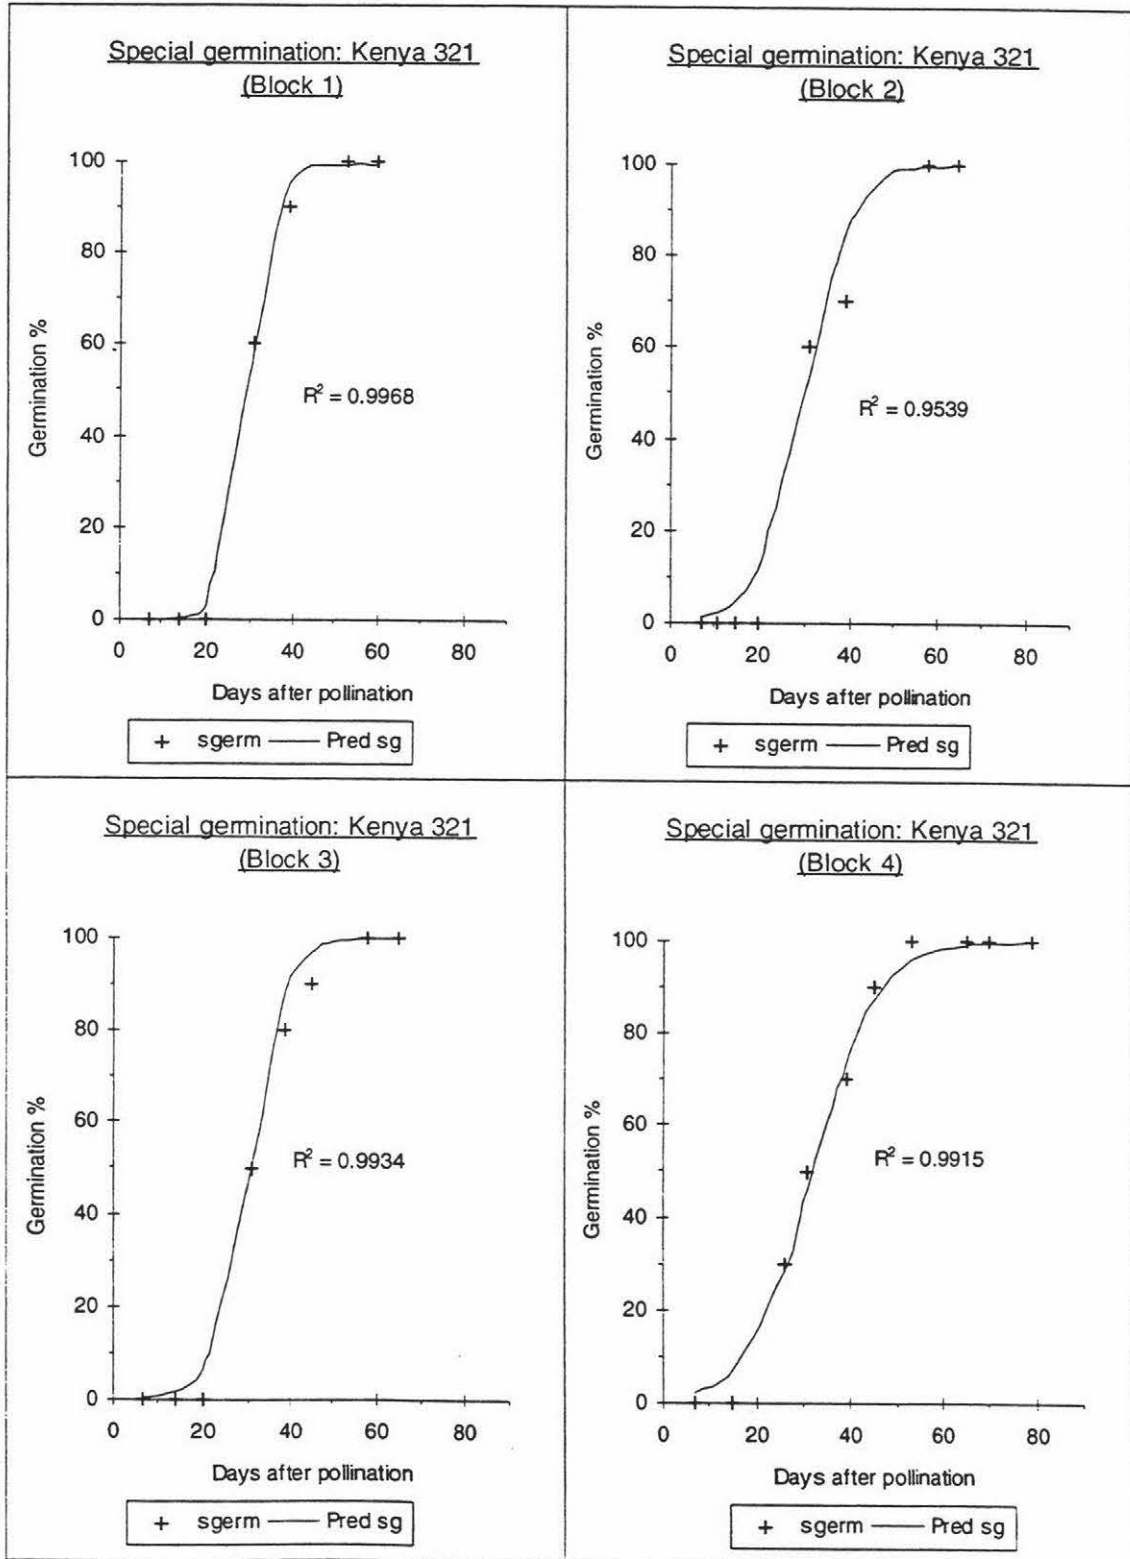 Special germination: Kenya 321
(Block 1)
100
80
60
40
20
0
Germination %
R² = 0.9968
0 20 40 60 80
Days after pollination
+ sgerm —— Pred sg
Special germination: Kenya 321
(Block 2)
100
80
60
40
20
0
Germination %
R² = 0.9539
0 20 40 60 80
Days after pollination
+ sgerm —— Pred sg
Special germination: Kenya 321
(Block 3)
100
80
60
40
20
0
Germination %
R² = 0.9934
0 20 40 60 80
Days after pollination
+ sgerm —— Pred sg
Special germination: Kenya 321
(Block 4)
100
80
60
40
20
0
Germination %
R² = 0.9915
0 20 40 60 80
Days after pollination
+ sgerm —— Pred sg